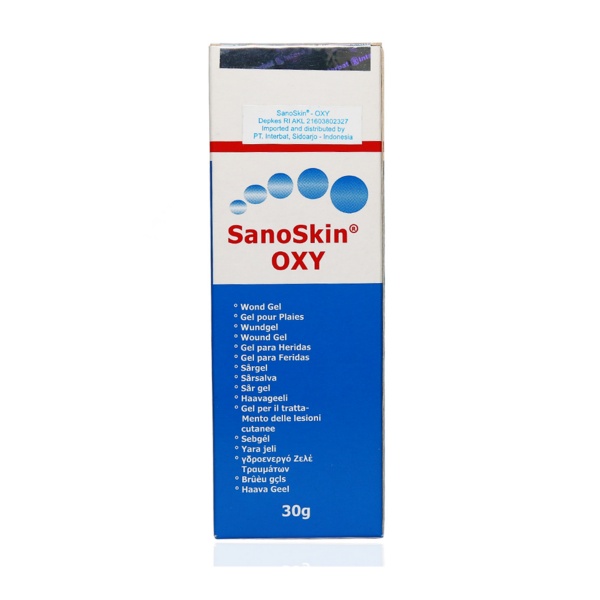 SanoSkin® - OXY
Depkes RI AKL 21603802327
Imported and distributed by
PT. Interbat, Sidoarjo - Indonesia
SanoSkin®
OXY
° Wond Gel
° Gel pour Plaies
° Wundgel
° Wound Gel
° Gel para Heridas
° Gel para Feridas
° Sårgel
° Sårsalva
° Sår gel
° Haavageeli
° Gel per il tratta-
Mento delle lesioni
cutanee
° Sebgél
° Yara jeli
° γδροενεργό Ζελέ
Τραυμάτων
° Brûèu gçls
° Haava Geel
30g